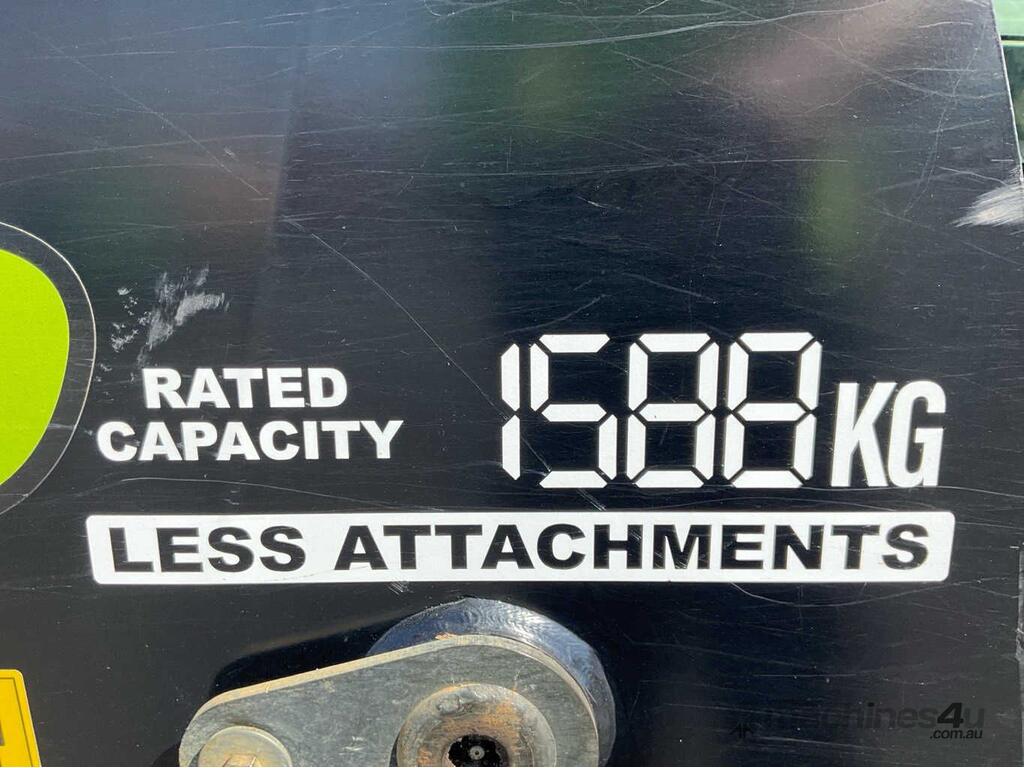 RATED
CAPACITY
1588 KG
LESS ATTACHMENTS
machines4u
.com.au